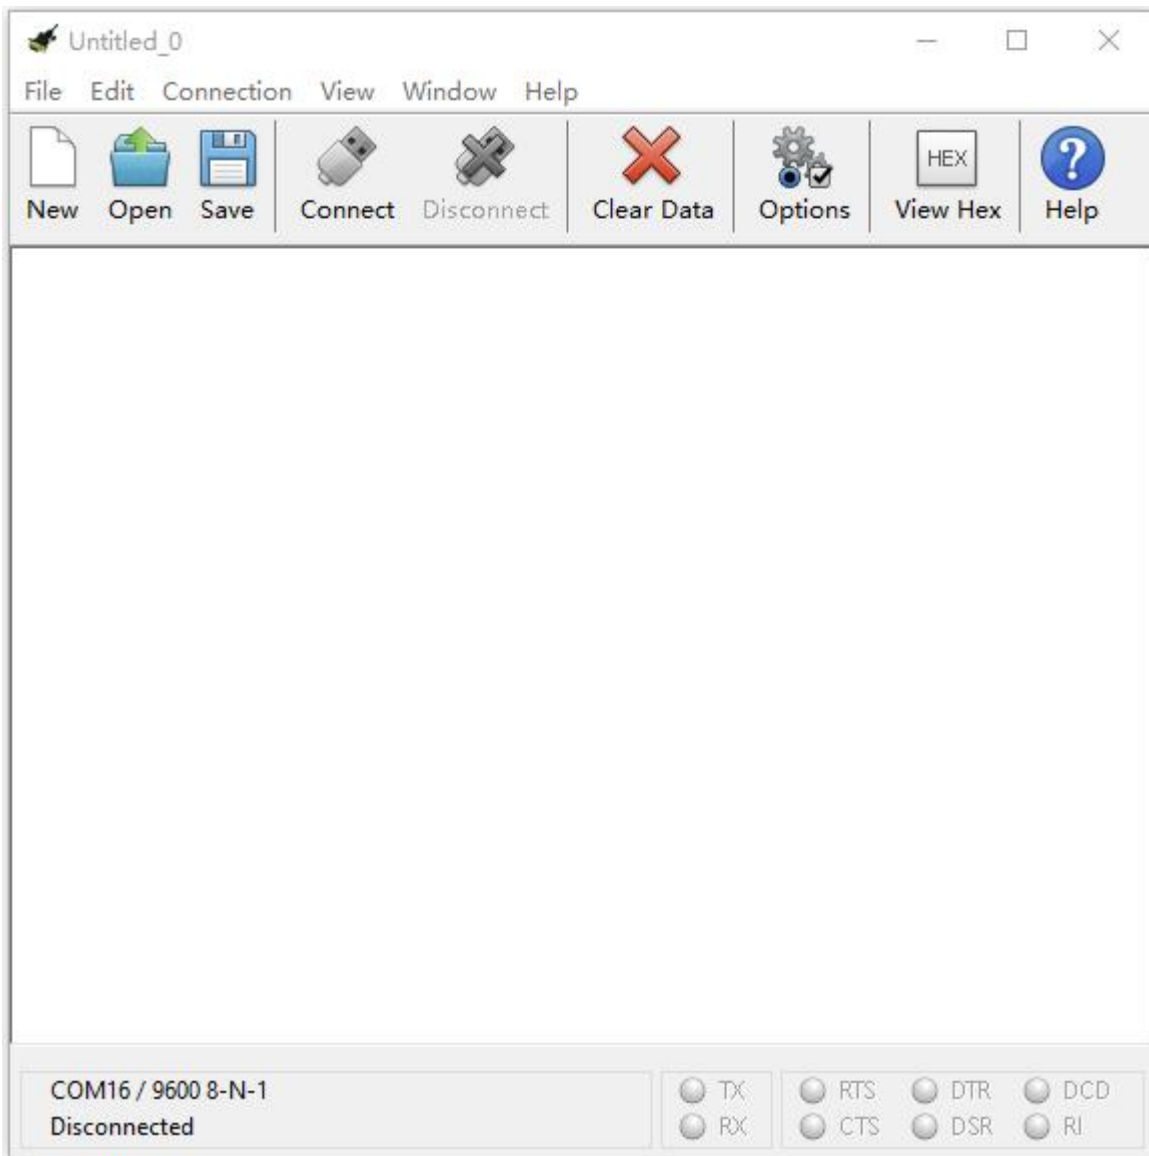 Untitled_0
File Edit Connection View Window Help
HEX
New Open Save Connect Disconnect Clear Data Options View Hex Help
COM16 / 9600 8-N-1
Disconnected
TX RTS DTR DCD
RX CTS DSR RI